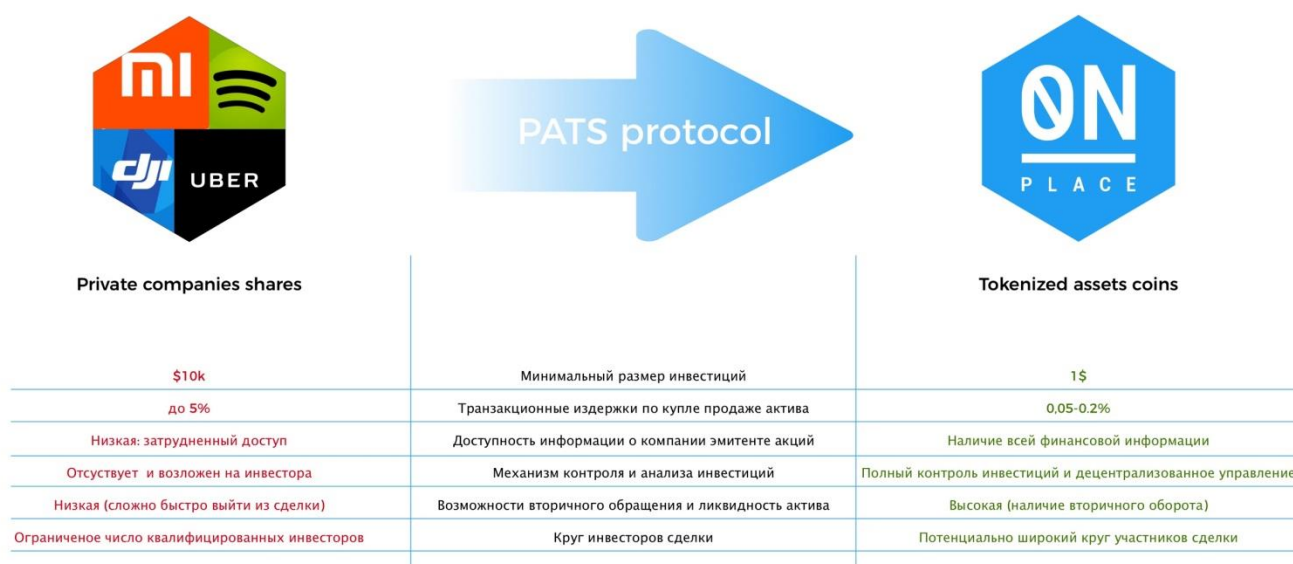 mi
dji
UBER
PATS protocol
0N
PLACE
Private companies shares
Tokenized assets coins
$10k
Минимальный размер инвестиций
1$
до 5%
Транзакционные издержки по купле продаже актива
0,05-0.2%
Низкая: затрудненный доступ
Доступность информации о компании эмитенте акций
Наличие всей финансовой информации
Отсуствует и возложен на инвестора
Механизм контроля и анализа инвестиций
Полный контроль инвестиций и децентрализованное управление
Низкая (сложно быстро выйти из сделки)
Возможности вторичного обращения и ликвидность актива
Высокая (наличие вторичного оборота)
Ограниченое число квалифицированных инвесторов
Круг инвесторов сделки
Потенциально широкий круг участников сделки